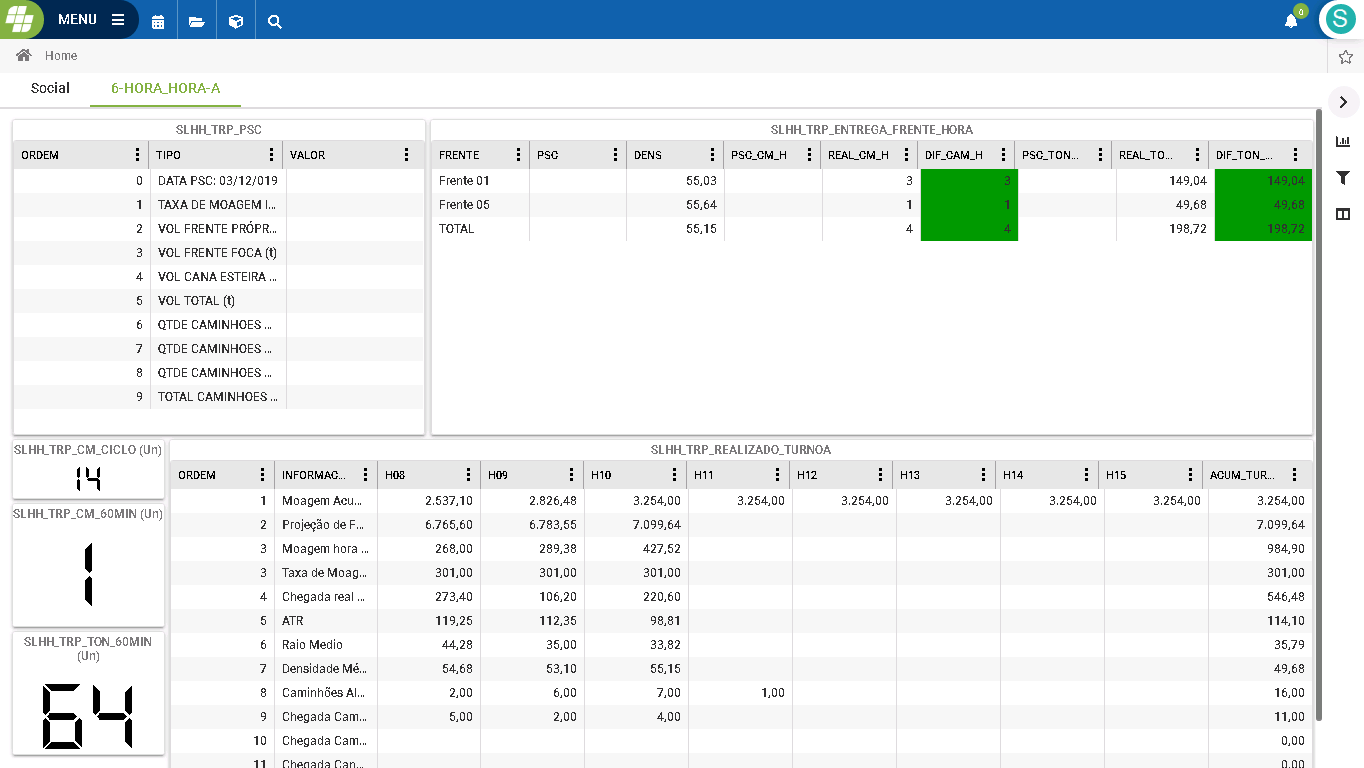 MENU
0
S
Home
Social 6-HORA_HORA-A
SLHH_TRP_PSC
ORDEM TIPO VALOR
0 DATA PSC: 03/12/019
1 TAXA DE MOAGEM I...
2 VOL FRENTE PRÓPR...
3 VOL FRENTE FOCA (t)
4 VOL CANA ESTEIRA ...
5 VOL TOTAL (t)
6 QTDE CAMINHOES ...
7 QTDE CAMINHOES ...
8 QTDE CAMINHOES ...
9 TOTAL CAMINHOES ...
SLHH_TRP_ENTREGA_FRENTE_HORA
FRENTE PSC DENS PSC_CM_H REAL_CM_H DIF_CAM_H PSC_TON... REAL_TO... DIF_TON_...
Frente 01 55,03 3 3 149,04 149,04
Frente 05 55,64 1 1 49,68 49,68
TOTAL 55,15 4 4 198,72 198,72
SLHH_TRP_CM_CICLO (Un)
14
SLHH_TRP_CM_60MIN (Un)
1
SLHH_TRP_TON_60MIN
(Un)
64
SLHH_TRP_REALIZADO_TURNOA
ORDEM INFORMAC... H08 H09 H10 H11 H12 H13 H14 H15 ACUM_TUR...
1 Moagem Acu... 2.537,10 2.826,48 3.254,00 3.254,00 3.254,00 3.254,00 3.254,00 3.254,00 3.254,00
2 Projeção de F... 6.765,60 6.783,55 7.099,64 7.099,64
3 Moagem hora ... 268,00 289,38 427,52 984,90
3 Taxa de Moag... 301,00 301,00 301,00 301,00
4 Chegada real ... 273,40 106,20 220,60 546,48
5 ATR 119,25 112,35 98,81 114,10
6 Raio Medio 44,28 35,00 33,82 35,79
7 Densidade Mé... 54,68 53,10 55,15 49,68
8 Caminhões Al... 2,00 6,00 7,00 1,00 16,00
9 Chegada Cam... 5,00 2,00 4,00 11,00
10 Chegada Cam... 0,00
11 Chegada Can... 0,00